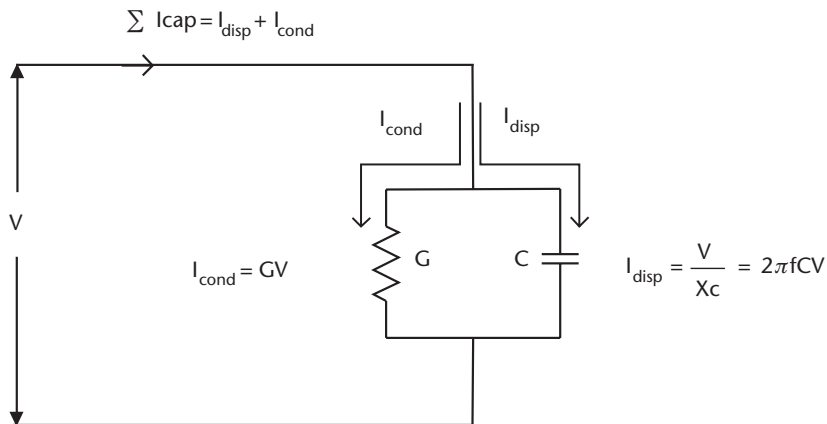 ∑ Icap = I_disp + I_cond
I_cond I_disp
V
I_cond = GV
G
C
I_disp = V/Xc = 2πfCV